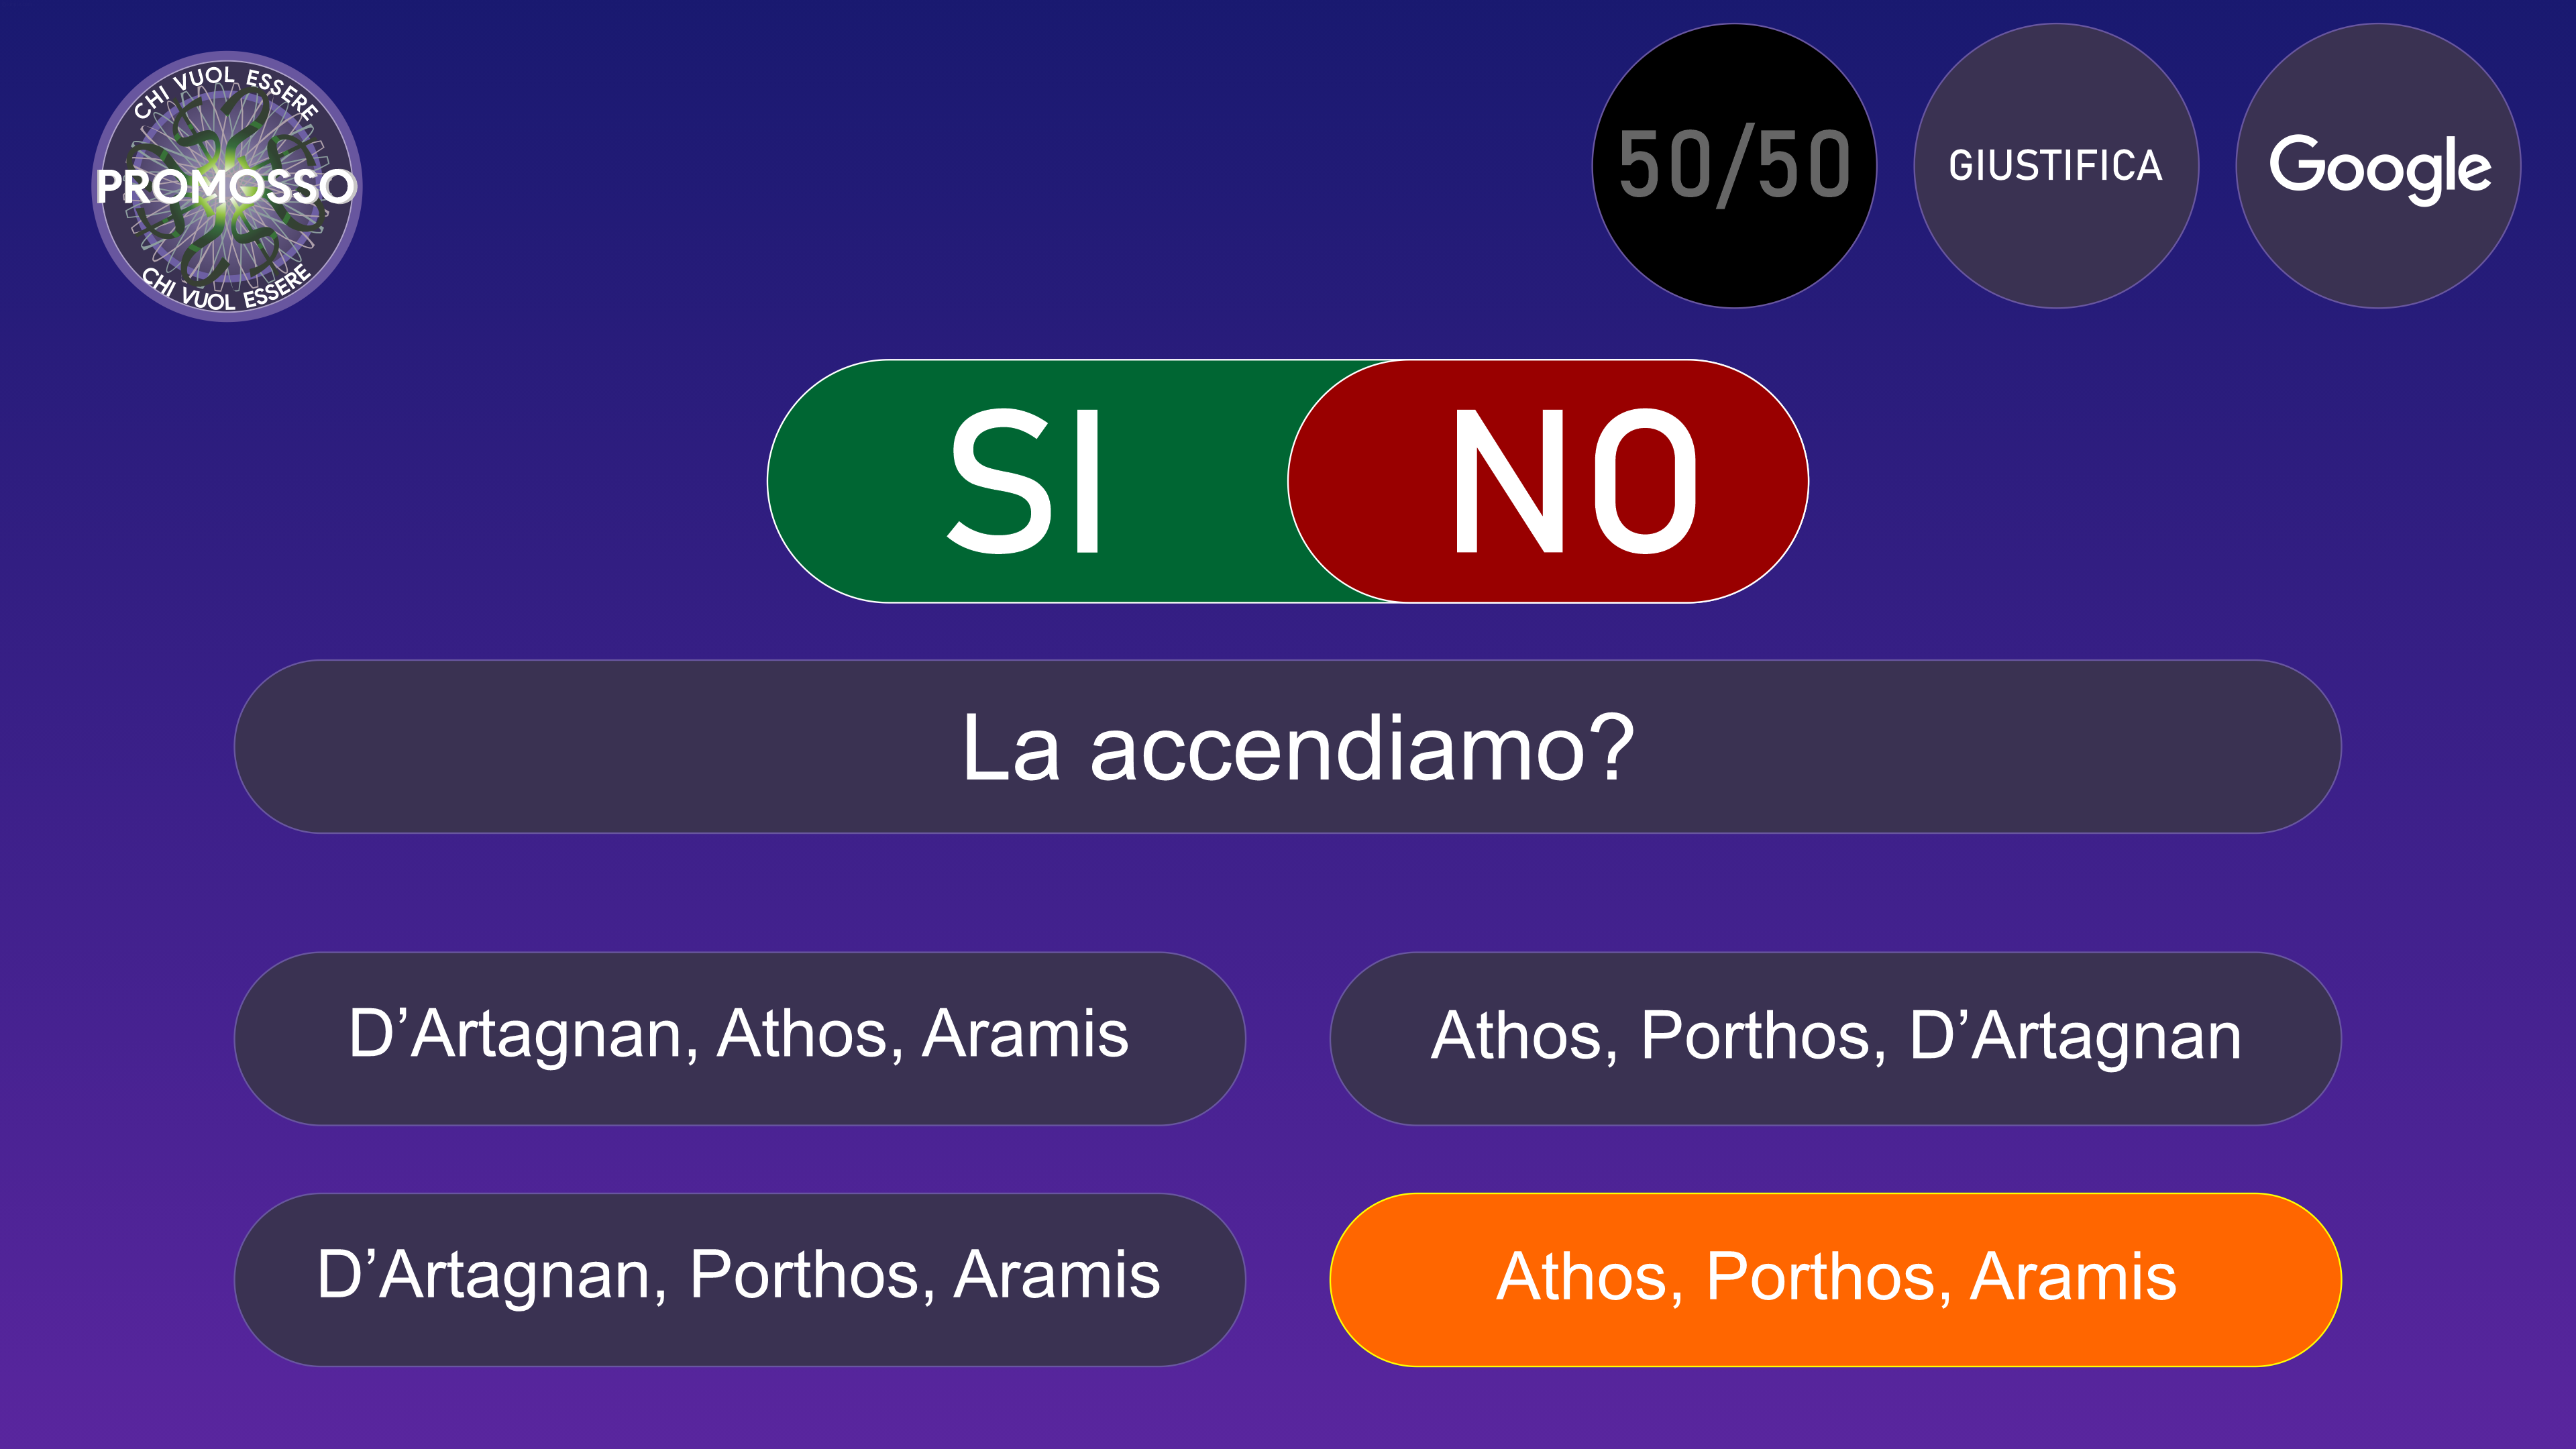 CHI VUOL ESSERE
PROMOSSO
CHI VUOL ESSERE
50/50
GIUSTIFICA
Google
SI
NO
La accendiamo?
D’Artagnan, Athos, Aramis
Athos, Porthos, D’Artagnan
D’Artagnan, Porthos, Aramis
Athos, Porthos, Aramis